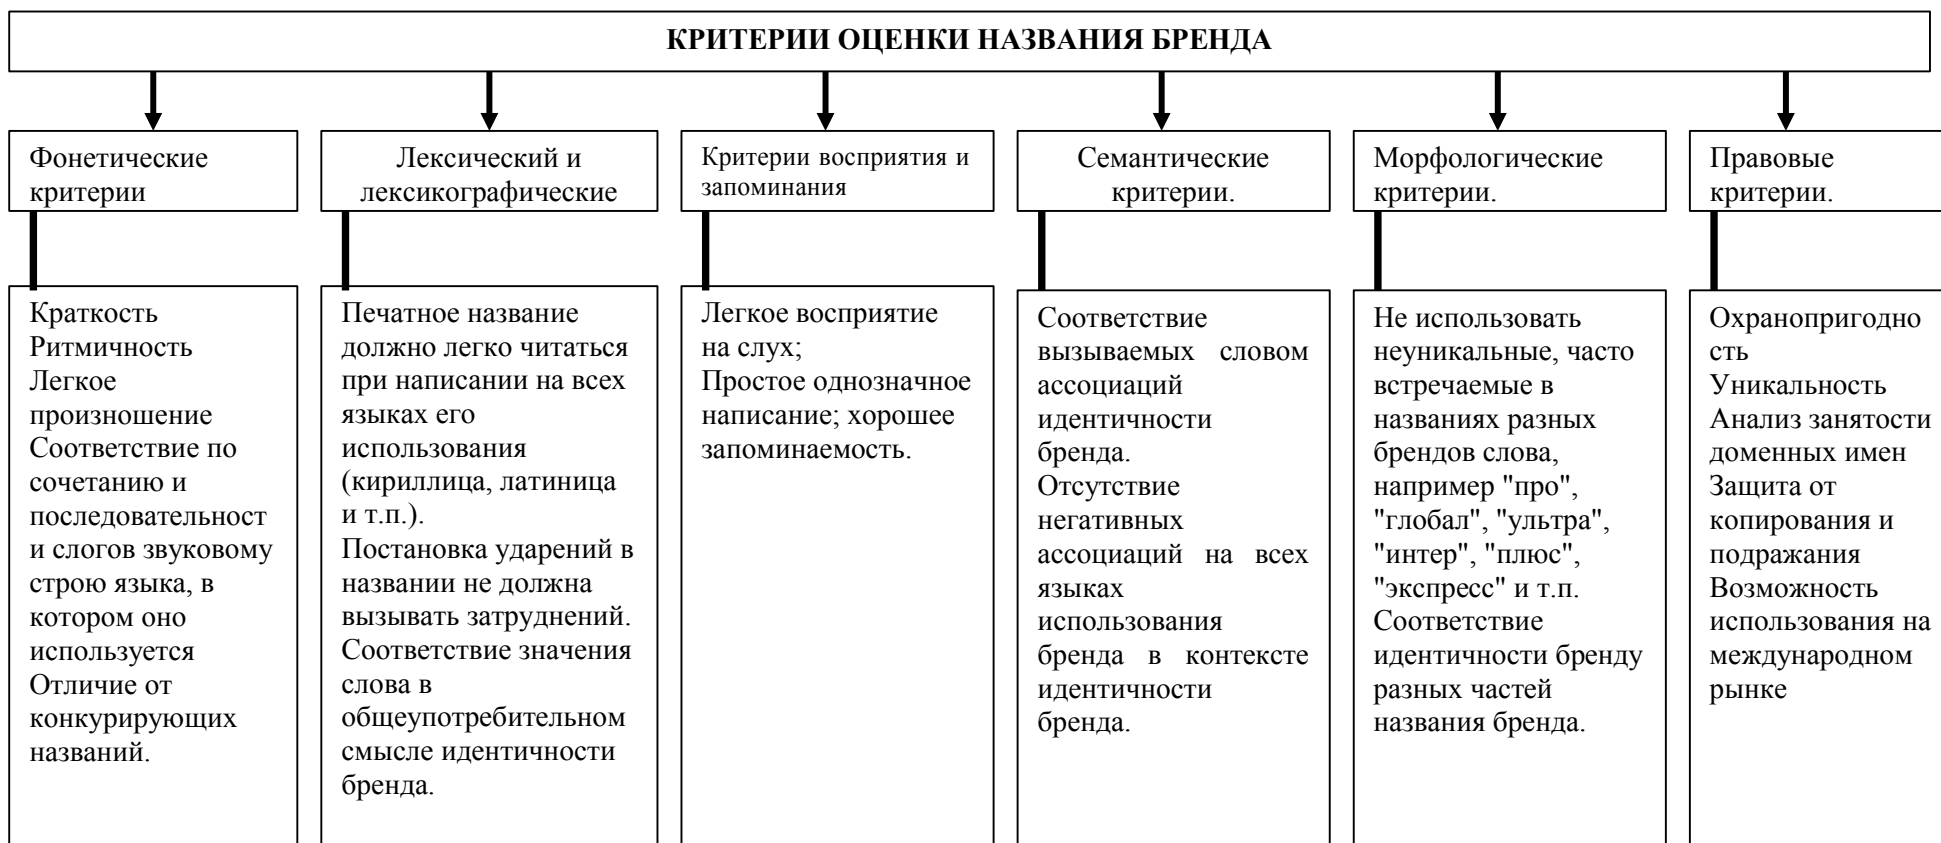 КРИТЕРИИ ОЦЕНКИ НАЗВАНИЯ БРЕНДА
Фонетические
критерии
Лексический и
лексикографические
Критерии восприятия и
запоминания
Семантические
критерии.
Морфологические
критерии.
Правовые
критерии.
Краткость
Ритмичность
Легкое
произношение
Соответствие по
сочетанию и
последовательност
и слогов звуковому
строю языка, в
котором оно
используется
Отличие от
конкурирующих
названий.
Печатное название
должно легко читаться
при написании на всех
языках его
использования
(кириллица, латиница
и т.п.).
Постановка ударений в
названии не должна
вызывать затруднений.
Соответствие значения
слова в
общеупотребительном
смысле идентичности
бренда.
Легкое восприятие
на слух;
Простое однозначное
написание; хорошее
запоминаемость.
Соответствие
вызываемых словом
ассоциаций
идентичности
бренда.
Отсутствие
негативных
ассоциаций на всех
языках
использования
бренда в контексте
идентичности
бренда.
Не использовать
неуникальные, часто
встречаемые в
названиях разных
брендов слова,
например "про",
"глобал", "ультра",
"интер", "плюс",
"экспресс" и т.п.
Соответствие
идентичности бренду
разных частей
названия бренда.
Охранопригодно
сть
Уникальность
Анализ занятости
доменных имен
Защита от
копирования и
подражания
Возможность
использования на
международном
рынке